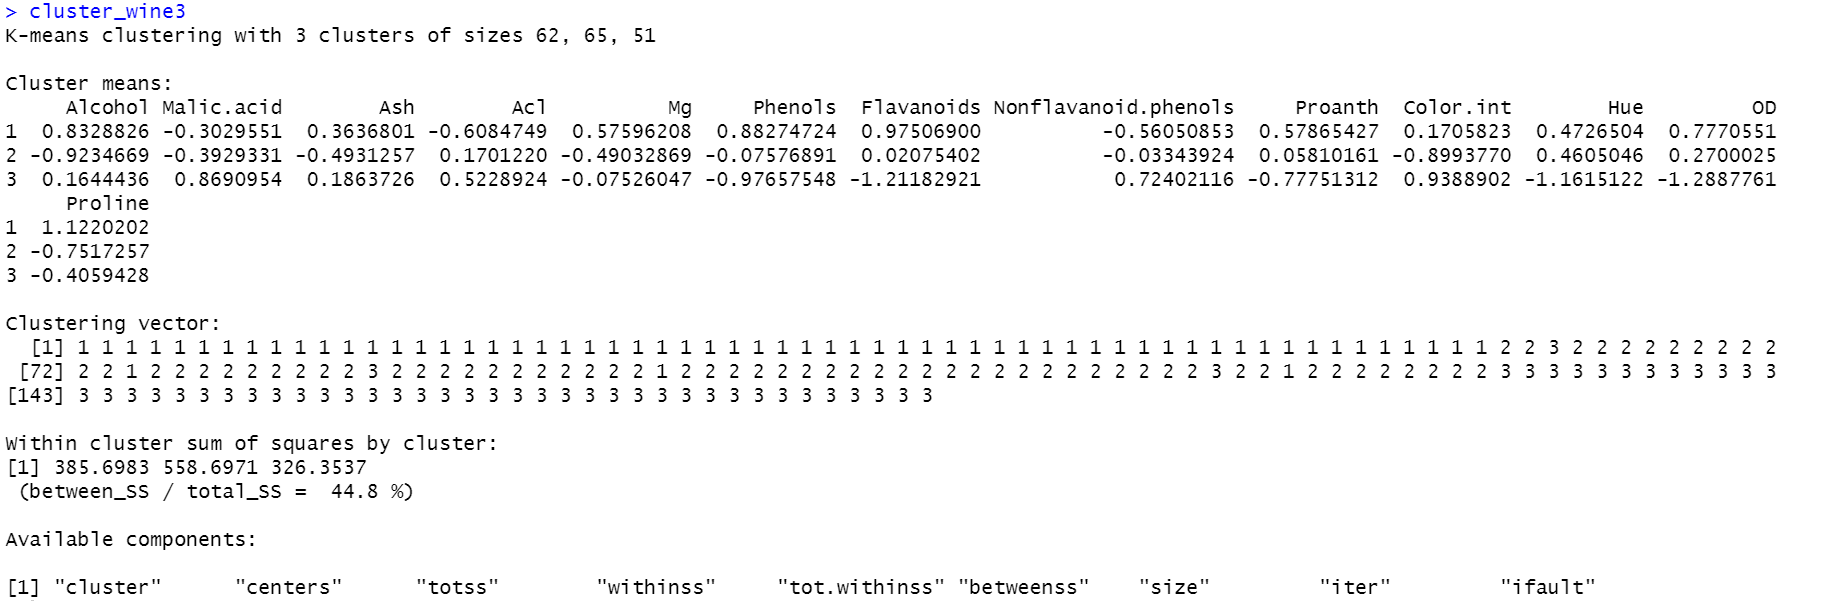 > cluster_wine3
K-means clustering with 3 clusters of sizes 62, 65, 51
Cluster means:
Alcohol Malic.acid Ash Acl Mg Phenols Flavanoids Nonflavanoid.phenols Proanth Color.int Hue OD
1 0.8328826 -0.3029551 0.3636801 -0.6084749 0.57596208 0.88274724 0.97506900 -0.56050853 0.57865427 0.1705823 0.4726504 0.7770551
2 -0.9234669 -0.3929331 -0.4931257 0.1701220 -0.49032869 -0.07576891 0.02075402 -0.03343924 0.05810161 -0.8993770 0.4605046 0.2700025
3 0.1644436 0.8690954 0.1863726 0.5228924 -0.07526047 -0.97657548 -1.21182921 0.72402116 -0.77751312 0.9388902 -1.1615122 -1.2887761
Proline
1 1.1220202
2 -0.7517257
3 -0.4059428
Clustering vector:
[1] 1 1 1 1 1 1 1 1 1 1 1 1 1 1 1 1 1 1 1 1 1 1 1 1 1 1 1 1 1 1 1 1 1 1 1 1 1 1 1 1 1 1 1 1 1 1 1 1 1 1 1 1 1 1 1 1 1 1 1 2 2 3 2 2 2 2 2 2 2 2 2
[72] 2 2 1 2 2 2 2 2 2 2 2 2 3 2 2 2 2 2 2 2 2 2 2 2 1 2 2 2 2 2 2 2 2 2 2 2 2 2 2 2 2 2 2 2 2 2 2 3 2 2 1 2 2 2 2 2 2 2 2 3 3 3 3 3 3 3 3 3 3 3 3
[143] 3 3 3 3 3 3 3 3 3 3 3 3 3 3 3 3 3 3 3 3 3 3 3 3 3 3 3 3 3 3 3 3 3 3 3 3
Within cluster sum of squares by cluster:
[1] 385.6983 558.6971 326.3537
(between_SS / total_SS = 44.8 %)
Available components:
[1] "cluster" "centers" "totss" "withinss" "tot.withinss" "betweenss" "size" "iter" "ifault"